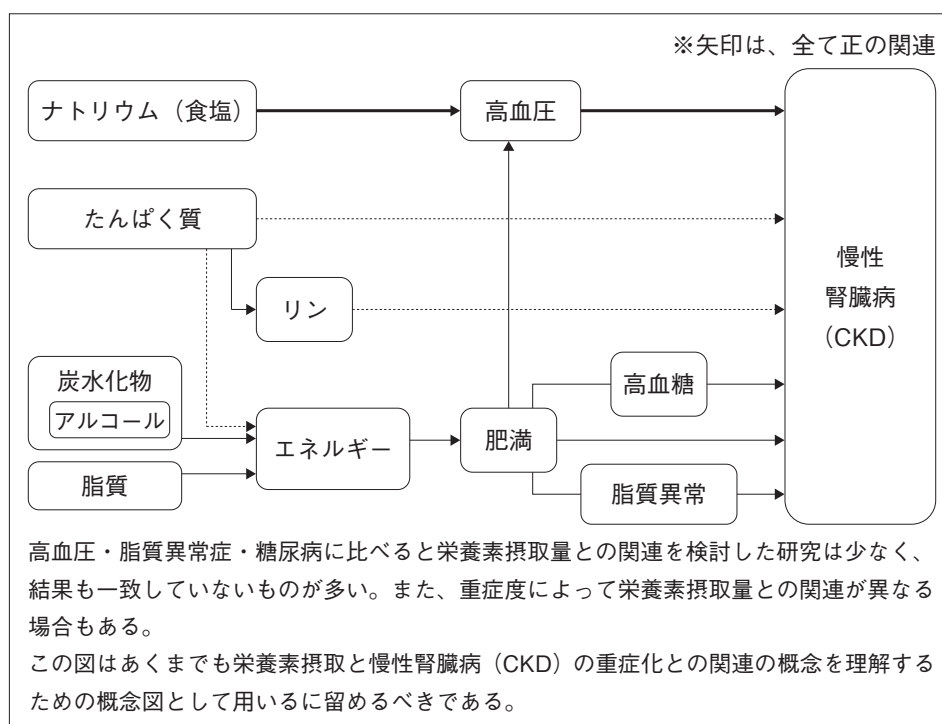 ※矢印は、全て正の関連
ナトリウム（食塩）
高血圧
たんぱく質
慢性
腎臓病
（CKD）
リン
炭水化物
アルコール
高血糖
エネルギー
肥満
脂質
脂質異常
高血圧・脂質異常症・糖尿病に比べると栄養素摂取量との関連を検討した研究は少なく、
結果も一致していないものが多い。また、重症度によって栄養素摂取量との関連が異なる
場合もある。
この図はあくまでも栄養素摂取と慢性腎臓病（CKD）の重症化との関連の概念を理解する
ための概念図として用いるに留めるべきである。